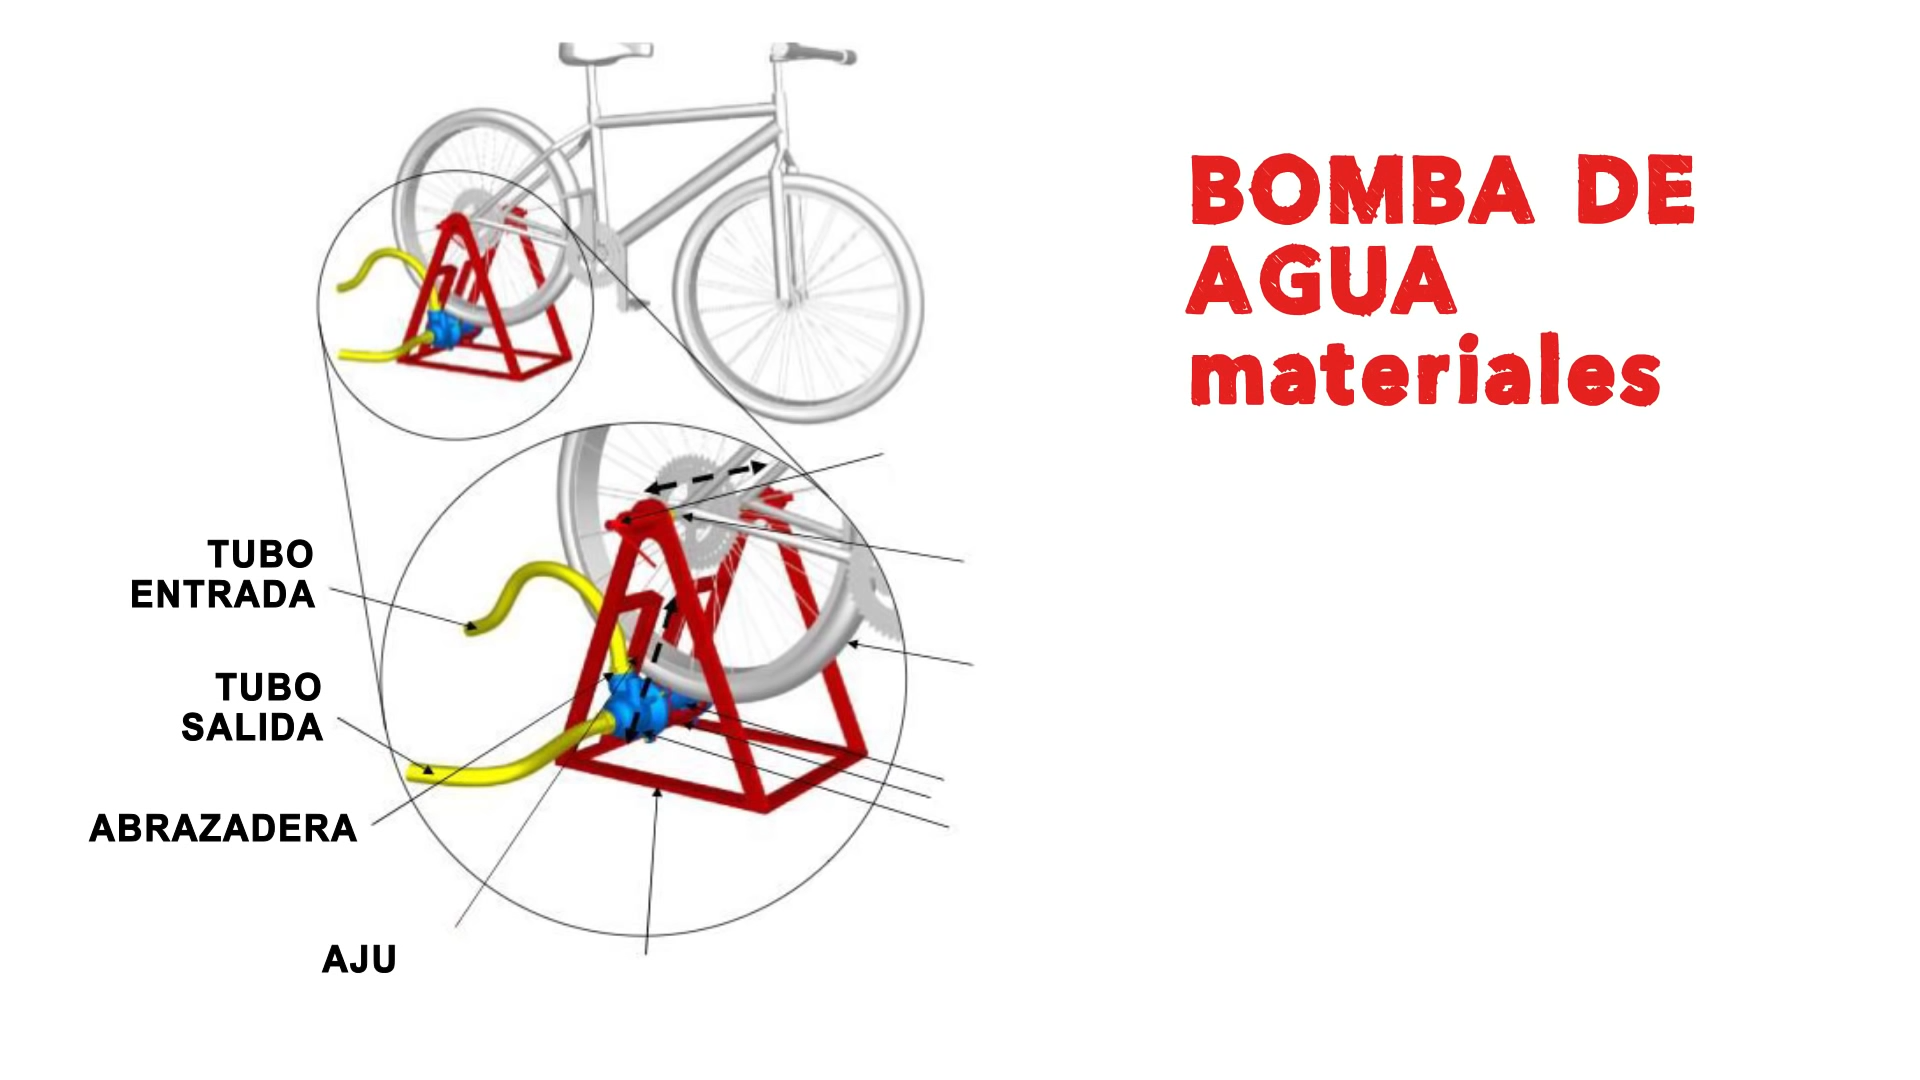 BOMBA DE
AGUA
materiales
TUBO
ENTRADA
TUBO
SALIDA
ABRAZADERA
AJU